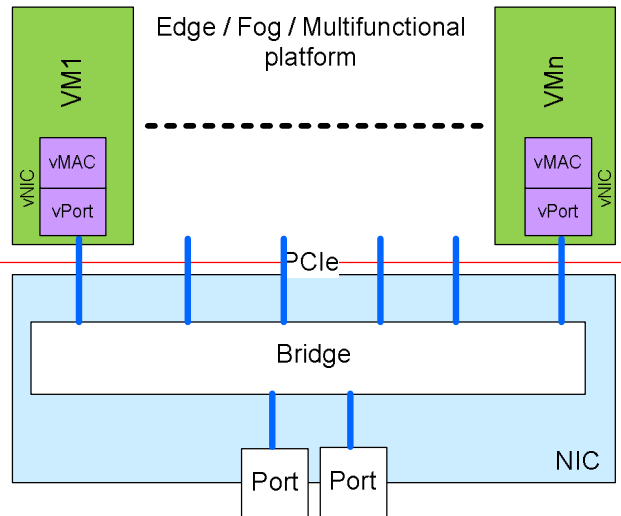 Edge / Fog / Multifunctional
platform
VM1
VMn
vNIC
vMAC
vPort
vMAC
vPort
vNIC
PCIe
Bridge
Port
Port
NIC